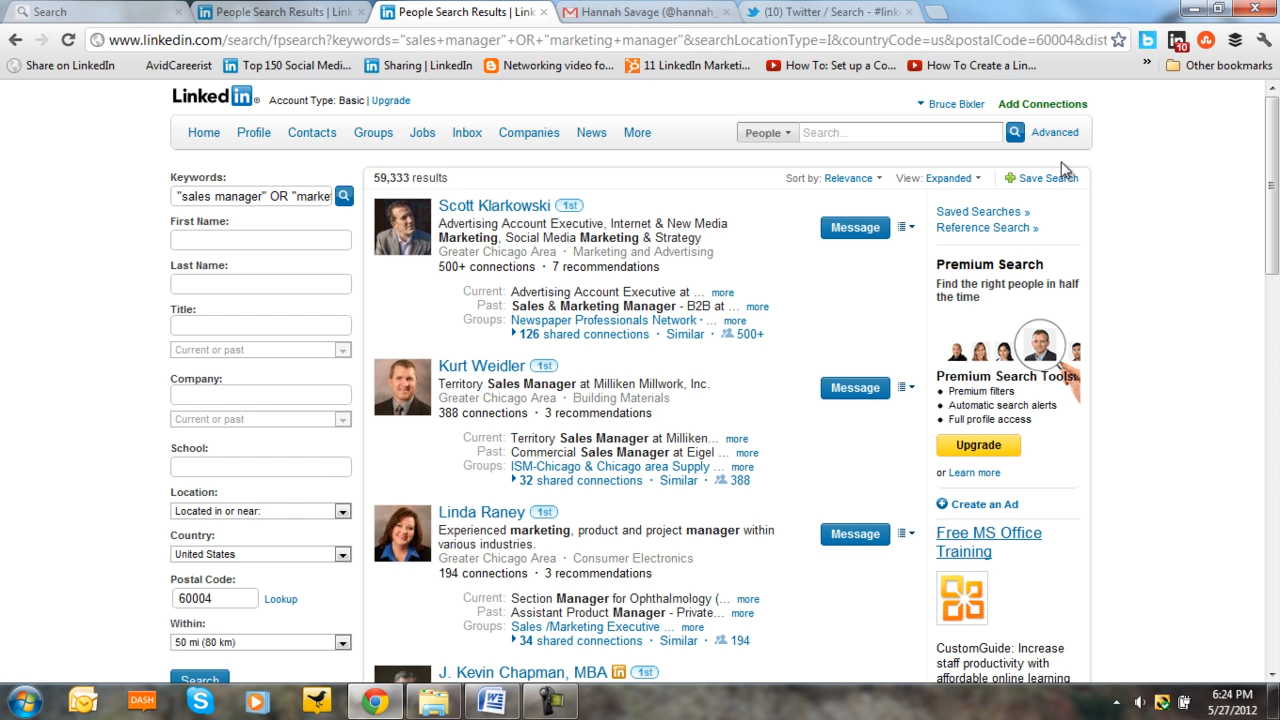 Search
People Search Results | Link
People Search Results | Link
Hannah Savage (@hannah_
(10) Twitter / Search - #link
www.linkedin.com/search/fpsearch?keywords="sales+manager"+OR+"marketing+manager"&searchLocationType=I&countryCode=us&postalCode=60004&dist
10
Share on LinkedIn
AvidCareerist
Top 150 Social Medi...
Sharing | LinkedIn
Networking video fo...
11 LinkedIn Marketi...
How To: Set up a Co...
How To Create a Lin...
»
Other bookmarks
Linked in® Account Type: Basic | Upgrade
Bruce Bixler Add Connections
Home Profile Contacts Groups Jobs Inbox Companies News More
People Search... Advanced
Keywords:
"sales manager" OR "marke
First Name:
Last Name:
Title:
Current or past
Company:
Current or past
School:
Location:
Located in or near:
Country:
United States
Postal Code:
60004 Lookup
Within:
50 mi (80 km)
Search
59,333 results
Sort by: Relevance View: Expanded Save Search
Scott Klarkowski 1st
Advertising Account Executive, Internet & New Media
Marketing, Social Media Marketing & Strategy
Greater Chicago Area · Marketing and Advertising
500+ connections · 7 recommendations
Current: Advertising Account Executive at ... more
Past: Sales & Marketing Manager - B2B at ... more
Groups: Newspaper Professionals Network · ... more
126 shared connections · Similar · 500+
Message
Kurt Weidler 1st
Territory Sales Manager at Milliken Millwork, Inc.
Greater Chicago Area · Building Materials
388 connections · 3 recommendations
Current: Territory Sales Manager at Milliken... more
Past: Commercial Sales Manager at Eigel ... more
Groups: ISM-Chicago & Chicago area Supply ... more
32 shared connections · Similar · 388
Message
Linda Raney 1st
Experienced marketing, product and project manager within
various industries.
Greater Chicago Area · Consumer Electronics
194 connections · 3 recommendations
Current: Section Manager for Ophthalmology (... more
Past: Assistant Product Manager - Private... more
Groups: Sales /Marketing Executive ... more
34 shared connections · Similar · 194
Message
J. Kevin Chapman, MBA in 1st
Saved Searches »
Reference Search »
Premium Search
Find the right people in half
the time
Premium Search Tools:
• Premium filters
• Automatic search alerts
• Full profile access
Upgrade
or Learn more
Create an Ad
Free MS Office
Training
CustomGuide: Increase
staff productivity with
affordable online learning
DASH
6:24 PM
5/27/2012